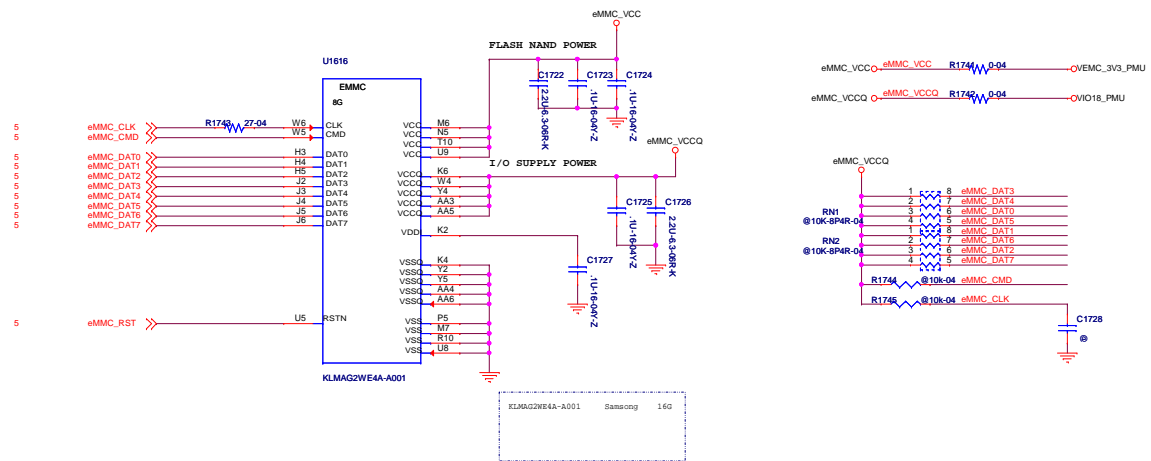 eMMC_VCC
FLASH NAND POWER
U1616
EMMC
8G
C1722
2.2U-6.3-06R-K
C1723
.1U-16-04Y-Z
C1724
.1U-16-04Y-Z
eMMC_VCC
eMMC_VCC
R1741
0-04
VEMC_3V3_PMU
eMMC_VCCQ
eMMC_VCCQ
R1742
0-04
VIO18_PMU
5 eMMC_CLK R1743 27-04 W6 CLK
5 eMMC_CMD W5 CMD
5 eMMC_DAT0 H3 DAT0
5 eMMC_DAT1 H4 DAT1
5 eMMC_DAT2 H5 DAT2
5 eMMC_DAT3 J2 DAT3
5 eMMC_DAT4 J3 DAT4
5 eMMC_DAT5 J4 DAT5
5 eMMC_DAT6 J5 DAT6
5 eMMC_DAT7 J6 DAT7
5 eMMC_RST U5 RSTN
VCC M6
VCC N5
VCC T10
VCC U9
I/O SUPPLY POWER
eMMC_VCCQ
VCCQ K6
VCCQ W4
VCCQ Y4
VCCQ AA3
VCCQ AA5
VDDI K2
VSSQ K4
VSSQ Y2
VSSQ Y5
VSSQ AA4
VSSQ AA6
VSS P5
VSS M7
VSS R10
VSS U8
C1725
.1U-16-04Y-Z
C1726
2.2U-6.3-06R-K
C1727
.1U-16-04Y-Z
KLMAG2WE4A-A001
KLMAG2WE4A-A001 Samsong 16G
eMMC_VCCQ
RN1
@10K-8P4R-04
1 8 eMMC_DAT3
2 7 eMMC_DAT4
3 6 eMMC_DAT0
4 5 eMMC_DAT5
RN2
@10K-8P4R-04
1 8 eMMC_DAT1
2 7 eMMC_DAT6
3 6 eMMC_DAT2
4 5 eMMC_DAT7
R1744 @10k-04 eMMC_CMD
R1745 @10k-04 eMMC_CLK
C1728
@